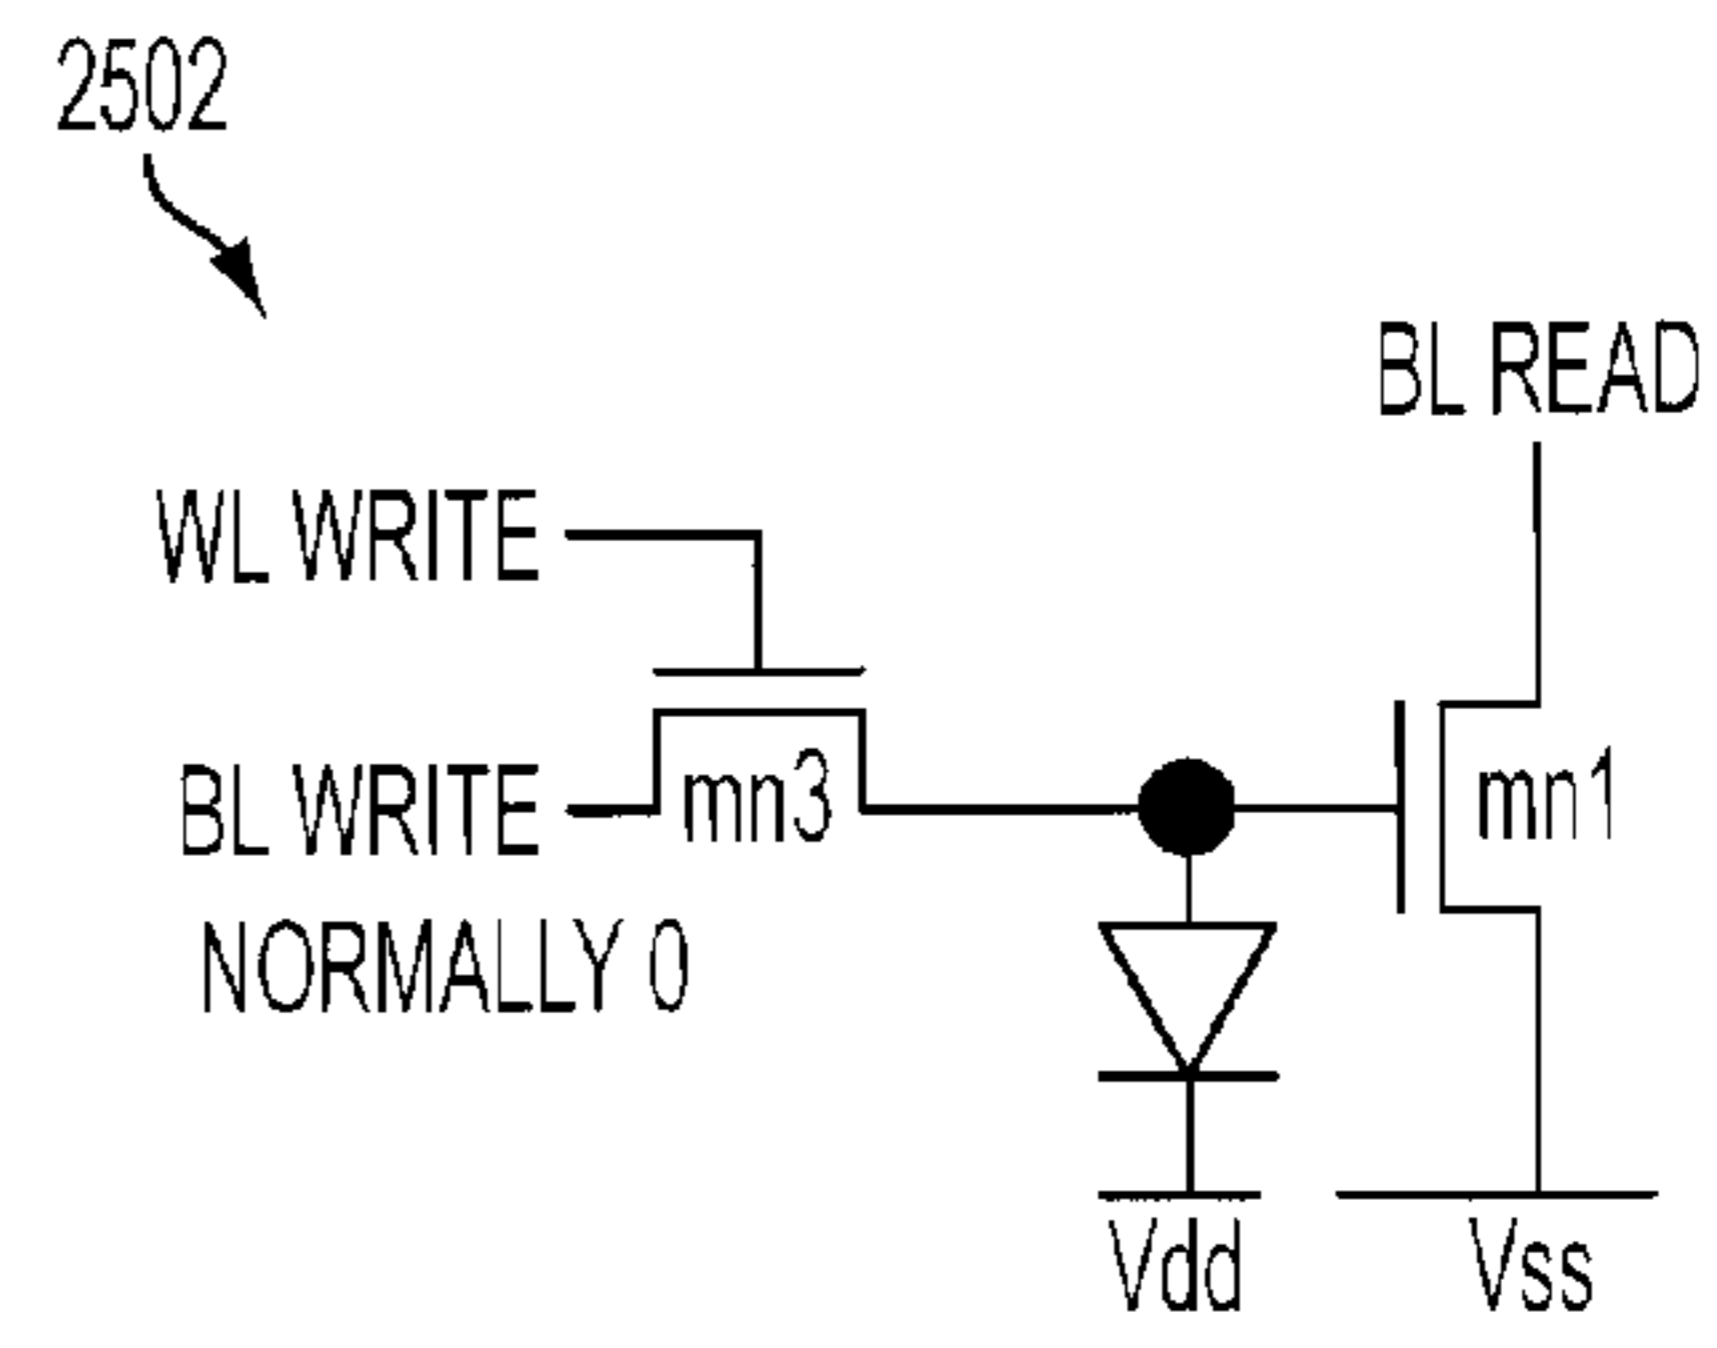 2502
BL READ
WL WRITE
BL WRITE
mn3
mn1
NORMALLY 0
Vdd
Vss